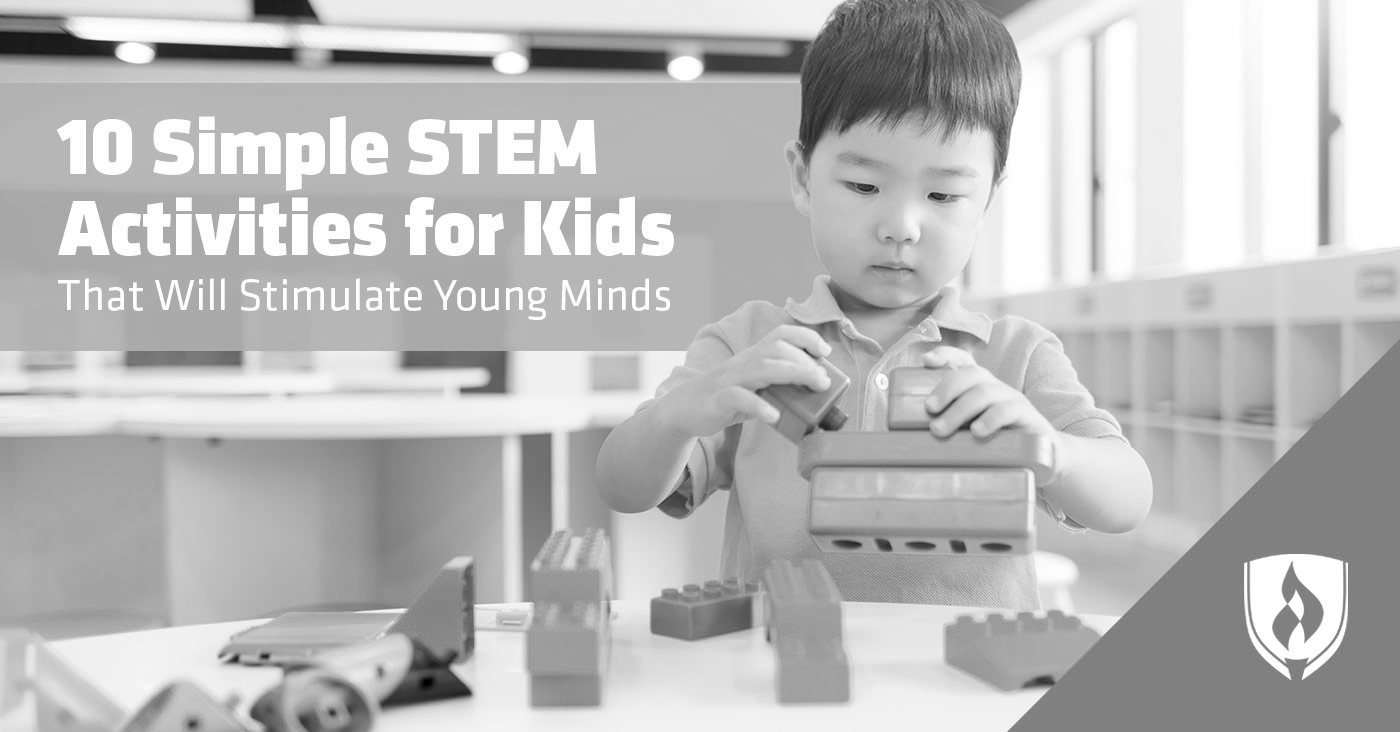 10 Simple STEM
Activities for Kids
That Will Stimulate Young Minds